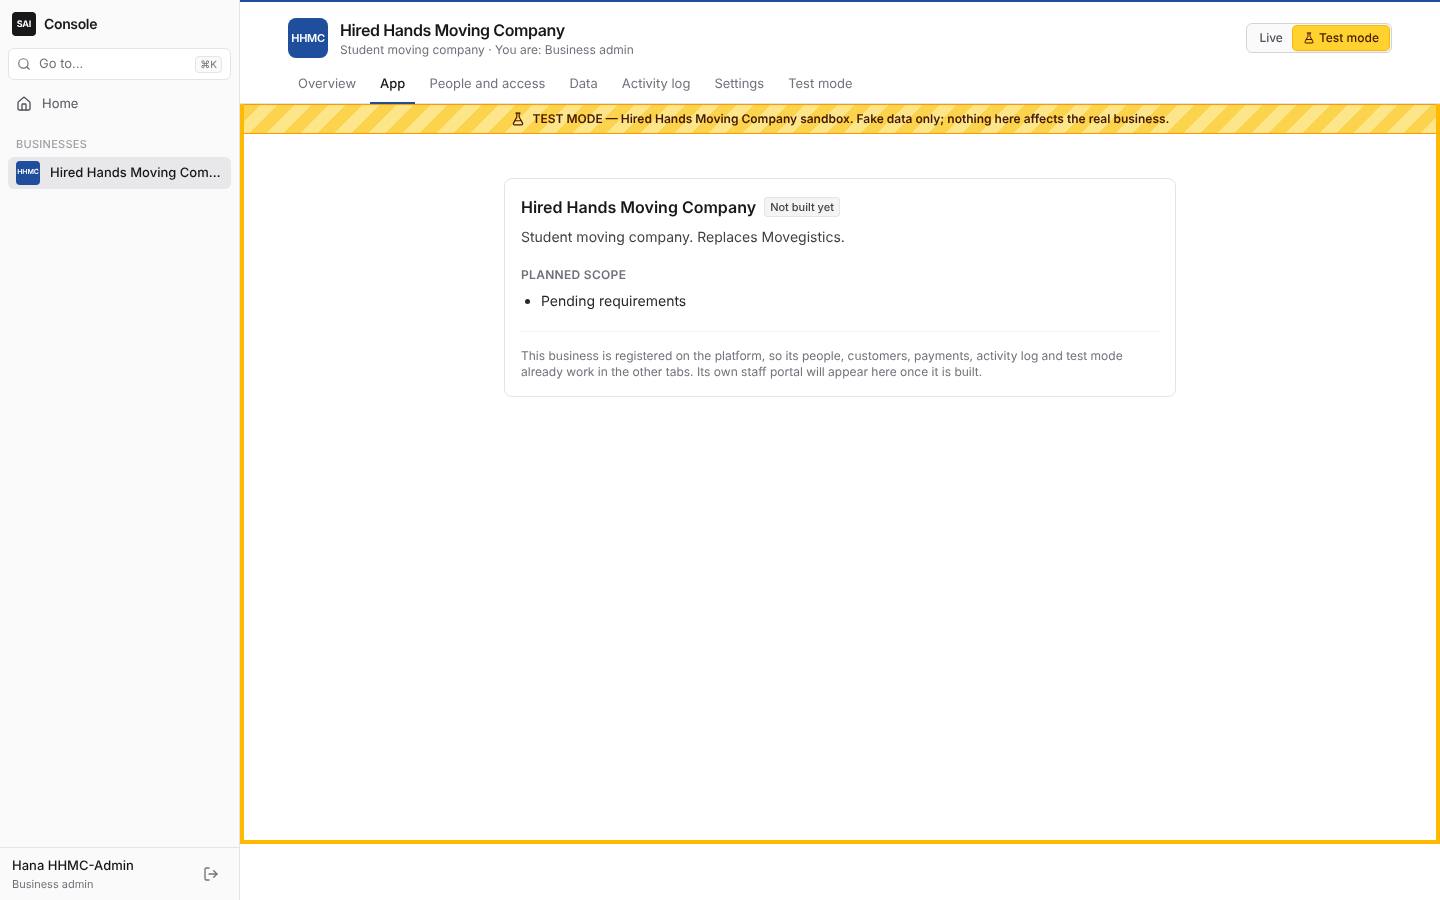 SAI Console
Go to... ⌘K
Home
BUSINESSES
HHMC Hired Hands Moving Com...
Hana HHMC-Admin
Business admin
HHMC
Hired Hands Moving Company
Student moving company · You are: Business admin
Live Test mode
Overview App People and access Data Activity log Settings Test mode
TEST MODE — Hired Hands Moving Company sandbox. Fake data only; nothing here affects the real business.
Hired Hands Moving Company Not built yet
Student moving company. Replaces Movegistics.
PLANNED SCOPE
• Pending requirements
This business is registered on the platform, so its people, customers, payments, activity log and test mode
already work in the other tabs. Its own staff portal will appear here once it is built.